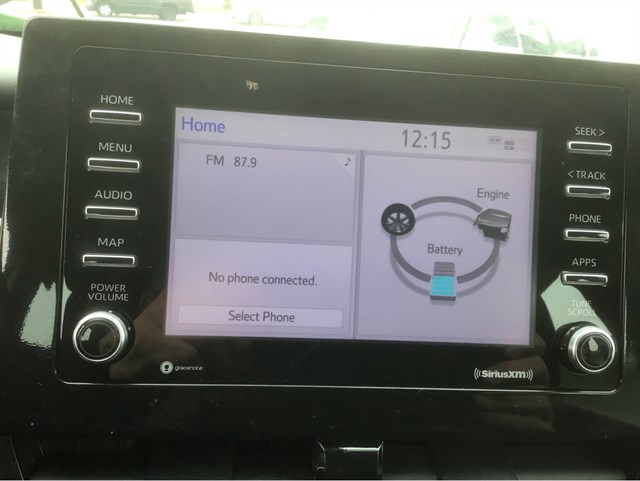 HOME
MENU
AUDIO
MAP
POWER
VOLUME
Home
12:15
FM 87.9
No phone connected.
Select Phone
Engine
Battery
SEEK >
< TRACK
PHONE
APPS
TUNE
SCROLL
gracenote
((SiriusXM))